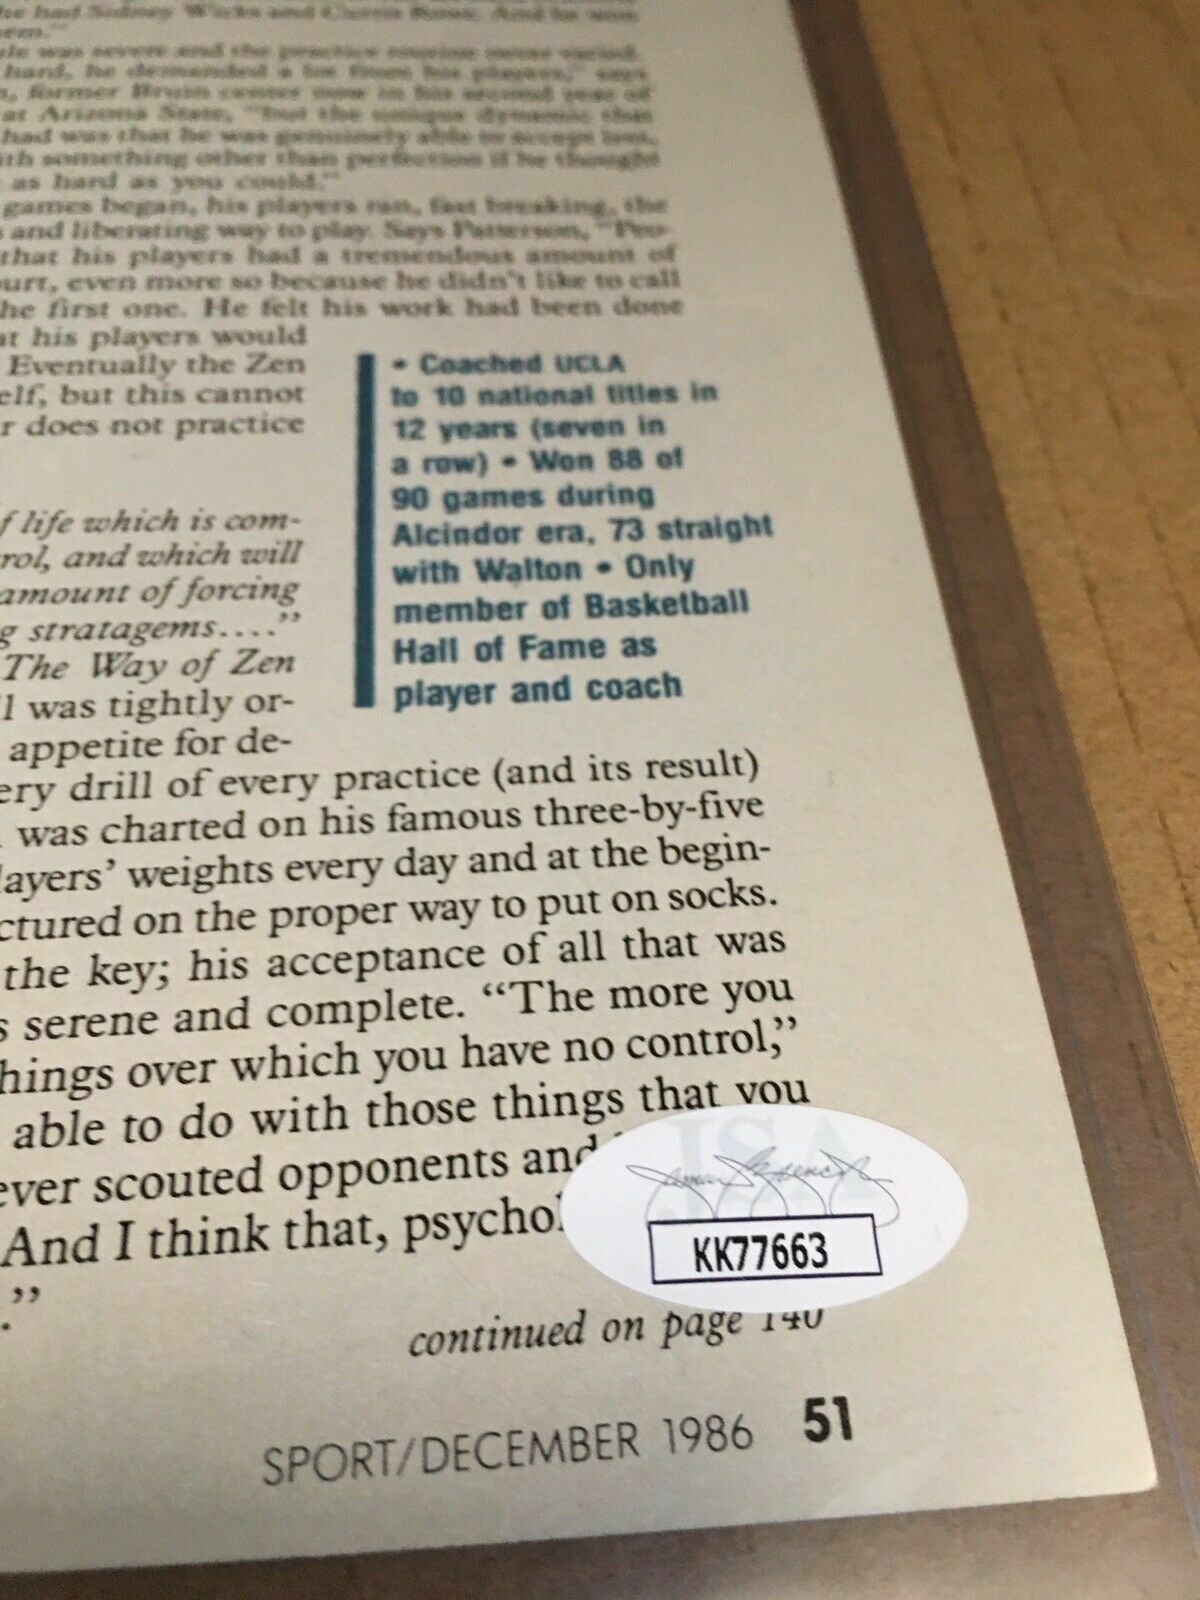 he had Sidney Wicks and Curtis Rowe. And he won
was severe and the practice routine never varied.
hard, he demanded a lot from his players," says
former Bruin center now in his second year of
at Arizona State, "but the unique dynamic that
had was that he was genuinely able to accept less,
something other than perfection if he thought
as hard as you could."
games began, his players ran, fast breaking, the
and liberating way to play. Says Patterson, "Peo-
that his players had a tremendous amount of
urt, even more so because he didn't like to call
he first one. He felt his work had been done
at his players would
Eventually the Zen
elf, but this cannot
r does not practice
• Coached UCLA
to 10 national titles in
12 years (seven in
a row) • Won 88 of
90 games during
Alcindor era, 73 straight
with Walton • Only
member of Basketball
Hall of Fame as
player and coach
f life which is com-
rol, and which will
amount of forcing
g stratagems...."
The Way of Zen
l was tightly or-
appetite for de-
ery drill of every practice (and its result)
was charted on his famous three-by-five
layers' weights every day and at the begin-
ctured on the proper way to put on socks.
the key; his acceptance of all that was
s serene and complete. "The more you
hings over which you have no control,"
able to do with those things that you
ever scouted opponents and
And I think that, psychol
."
JSA
KK77663
continued on page 140
SPORT/DECEMBER 1986 51